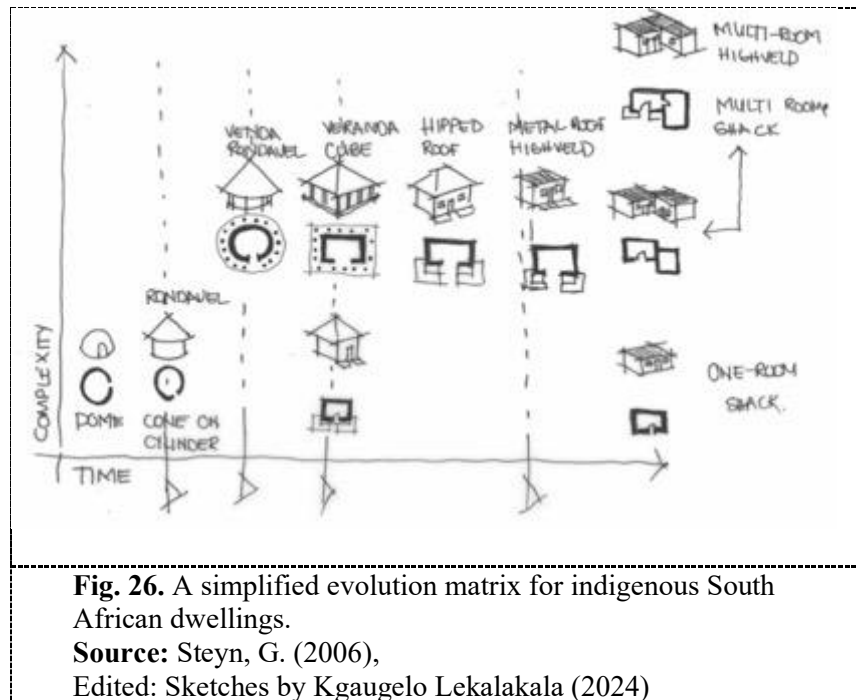 MULTI-ROOM
HIGHVELD
MULTI ROOM
SHACK
VENDA
RONDAVEL
VERANDA
CUBE
HIPPED
ROOF
METAL ROOF
HIGHVELD
RONDAVEL
COMPLEXITY
DOME
CONE ON
CYLINDER
ONE-ROOM
SHACK.
TIME
Fig. 26. A simplified evolution matrix for indigenous South
African dwellings.
Source: Steyn, G. (2006),
Edited: Sketches by Kgaugelo Lekalakala (2024)